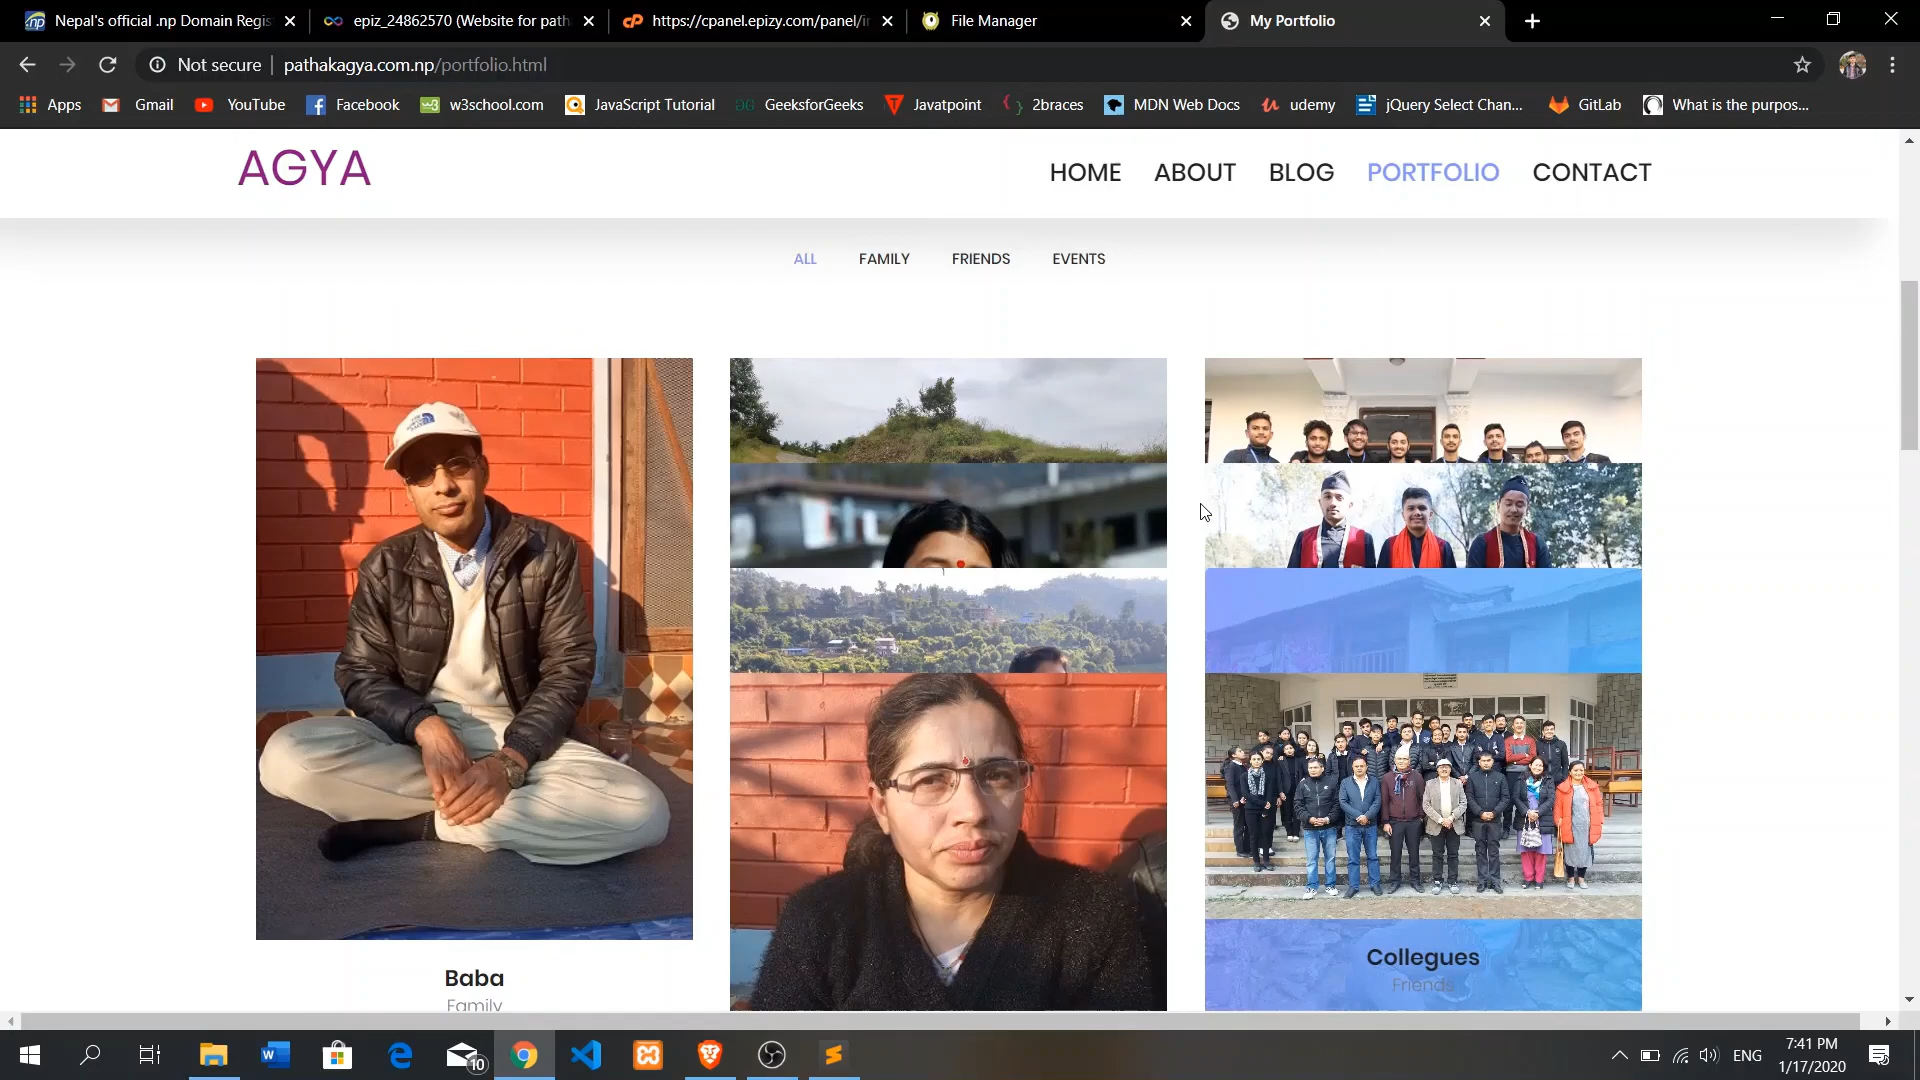 Nepal's official .np Domain Regis
epiz_24862570 (Website for path
https://cpanel.epizy.com/panel/in
File Manager
My Portfolio
Not secure | pathakagya.com.np/portfolio.html
Apps Gmail YouTube Facebook w3school.com JavaScript Tutorial GeeksforGeeks Javatpoint 2braces MDN Web Docs udemy jQuery Select Chan... GitLab What is the purpos...
AGYA
HOME ABOUT BLOG PORTFOLIO CONTACT
ALL FAMILY FRIENDS EVENTS
Baba
Family
Collegues
Friends
10
ENG
7:41 PM
1/17/2020